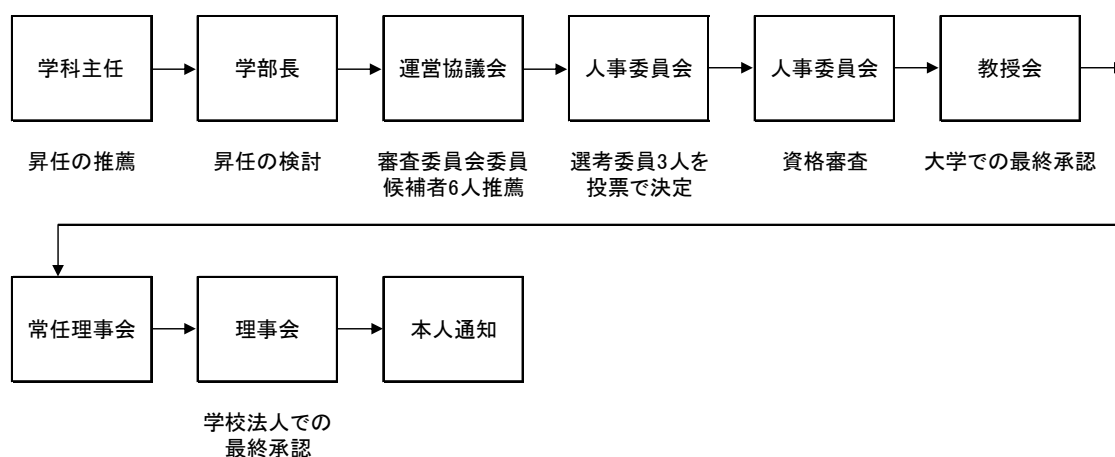 学科主任
学部長
運営協議会
人事委員会
人事委員会
教授会
昇任の推薦
昇任の検討
審査委員会委員
候補者6人推薦
選考委員3人を
投票で決定
資格審査
大学での最終承認
常任理事会
理事会
本人通知
学校法人での
最終承認